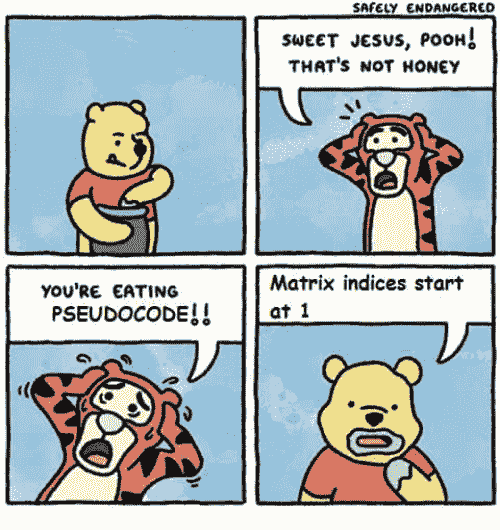 SAFELY ENDANGERED
SWEET JESUS, POOH!
THAT'S NOT HONEY
YOU'RE EATING
PSEUDOCODE!!
Matrix indices start
at 1